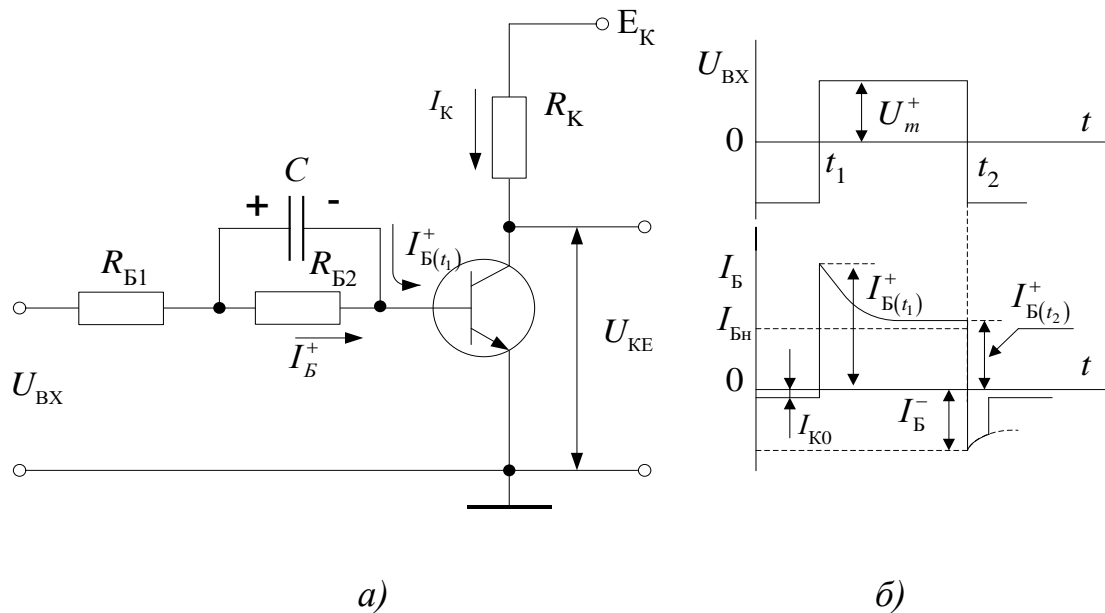 E_К
I_К
R_К
C
+ -
R_Б1
R_Б2
I⁺_Б(t₁)
I⁺_Б
U_КЕ
U_ВХ
а)
U_ВХ
U⁺_m
0
t
t₁
t₂
I_Б
I⁺_Б(t₁)
I⁺_Б(t₂)
I_Бн
0
t
I_К0
I⁻_Б
б)